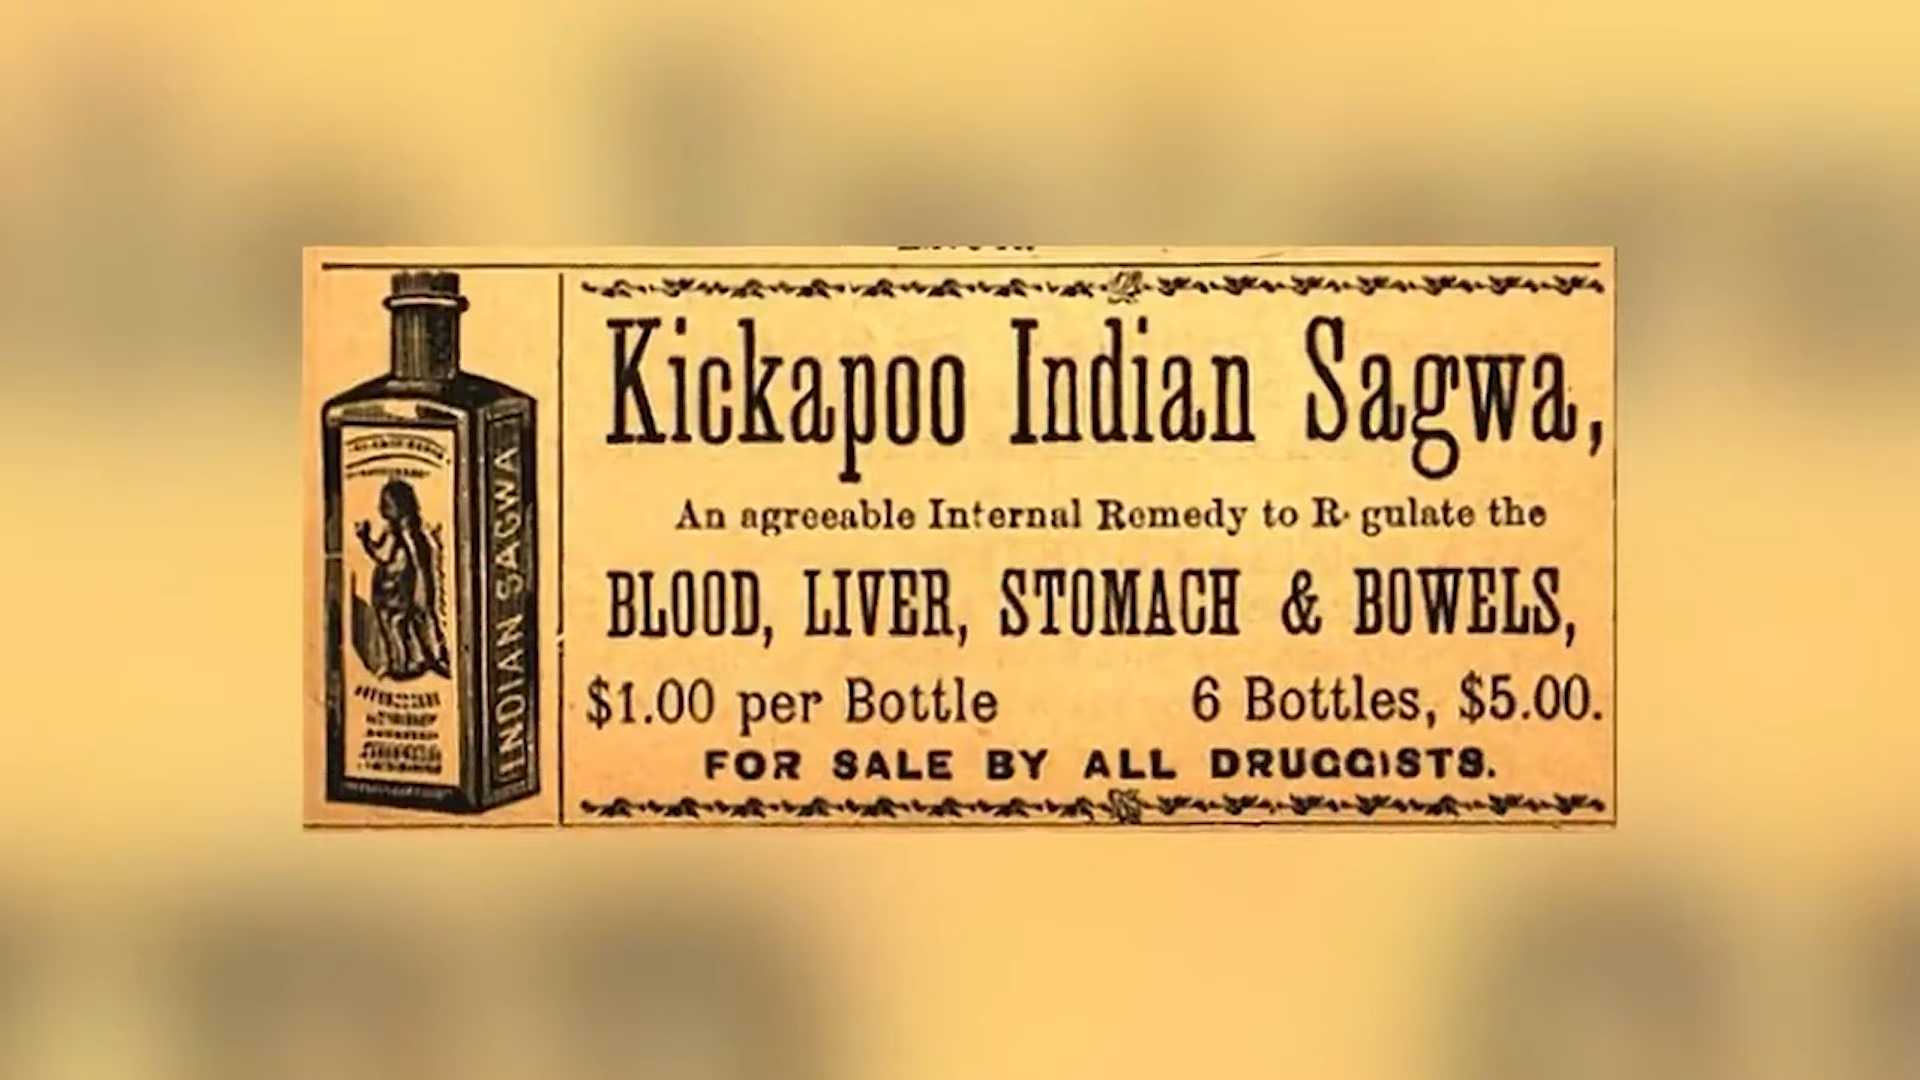 Kickapoo Indian Sagwa,
An agreeable Internal Remedy to R gulate the
BLOOD, LIVER, STOMACH & BOWELS,
$1.00 per Bottle 6 Bottles, $5.00.
FOR SALE BY ALL DRUGGISTS.
INDIAN SAGWA